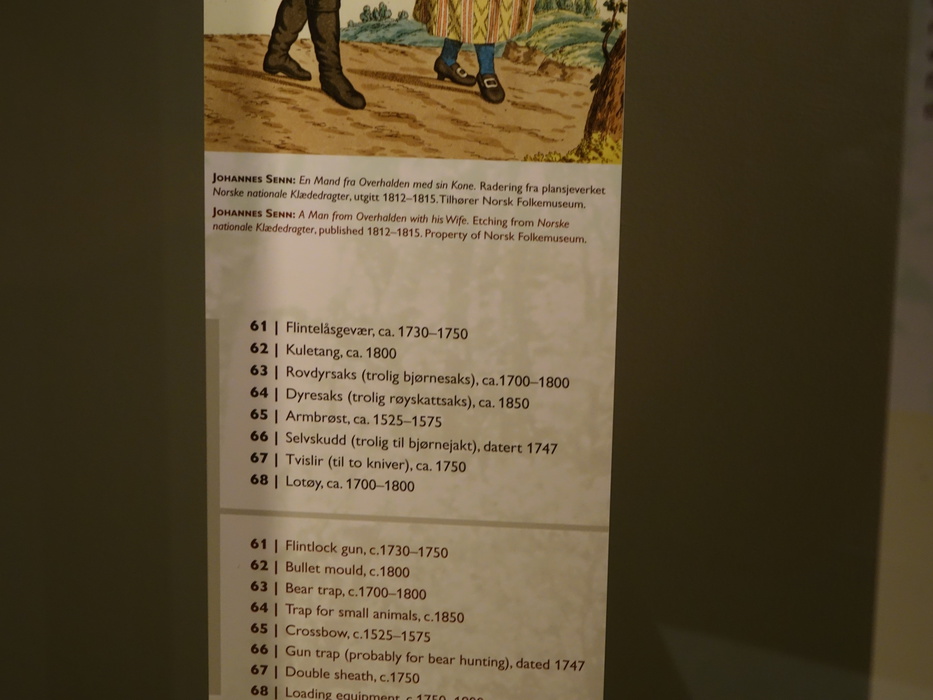 JOHANNES SENN: En Mand fra Overhalden med sin Kone. Radering fra plansjeverket
Norske nationale Klædedragter, utgitt 1812–1815. Tilhører Norsk Folkemuseum.
JOHANNES SENN: A Man from Overhalden with his Wife. Etching from Norske
nationale Klædedragter, published 1812–1815. Property of Norsk Folkemuseum.
61 | Flintelåsgevær, ca. 1730–1750
62 | Kuletang, ca. 1800
63 | Rovdyrsaks (trolig bjørnesaks), ca.1700–1800
64 | Dyresaks (trolig røyskattsaks), ca. 1850
65 | Armbrøst, ca. 1525–1575
66 | Selvskudd (trolig til bjørnejakt), datert 1747
67 | Tvislir (til to kniver), ca. 1750
68 | Lotøy, ca. 1700–1800
61 | Flintlock gun, c.1730–1750
62 | Bullet mould, c.1800
63 | Bear trap, c.1700–1800
64 | Trap for small animals, c.1850
65 | Crossbow, c.1525–1575
66 | Gun trap (probably for bear hunting), dated 1747
67 | Double sheath, c.1750
68 | Loading equipment,